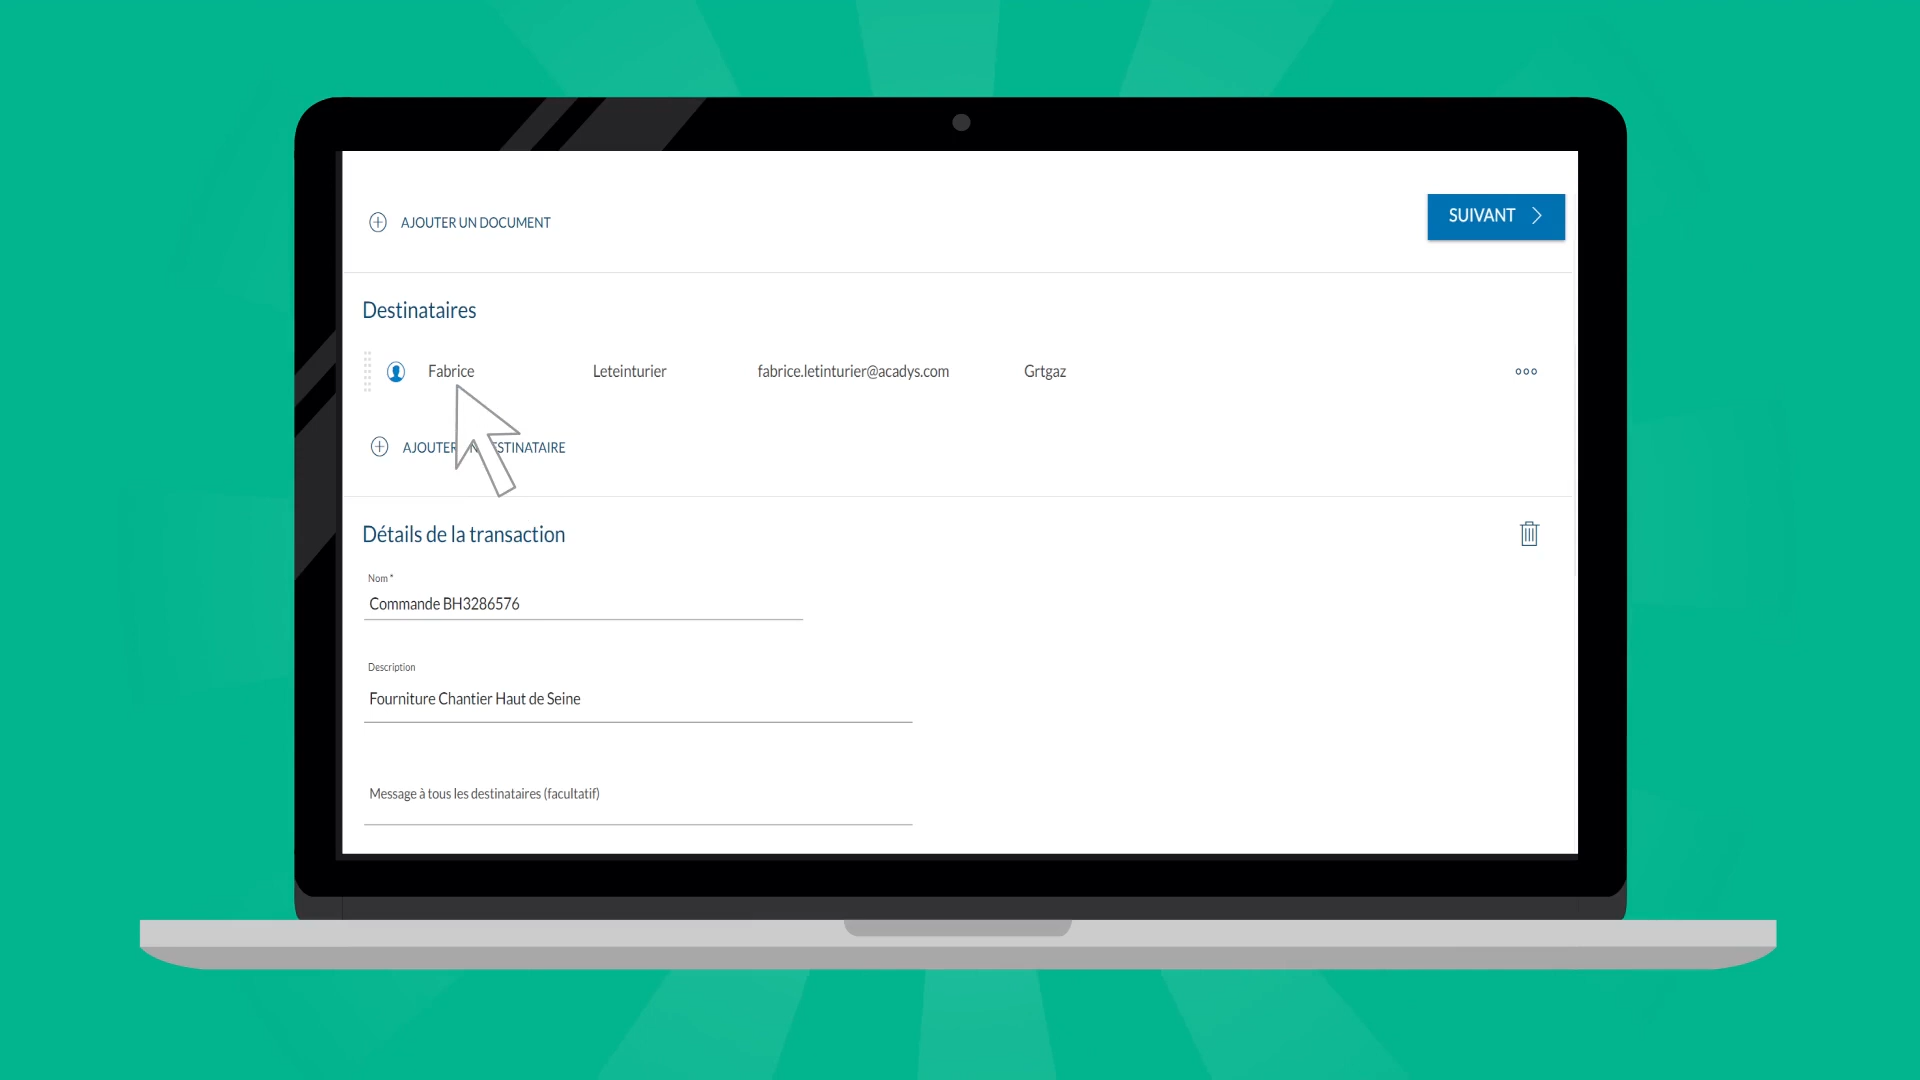 AJOUTER UN DOCUMENT
SUIVANT
Destinataires
Fabrice Leteinturier fabrice.letinturier@acadys.com Grtgaz
AJOUTER STINATAIRE
Détails de la transaction
Nom *
Commande BH3286576
Description
Fourniture Chantier Haut de Seine
Message à tous les destinataires (facultatif)